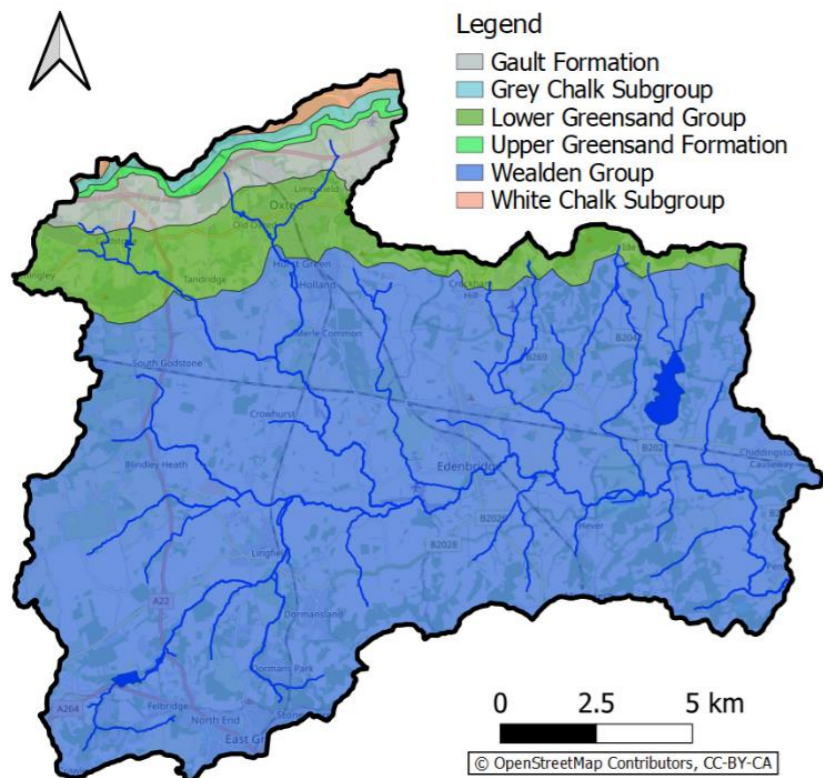 Legend
Gault Formation
Grey Chalk Subgroup
Lower Greensand Group
Upper Greensand Formation
Wealden Group
White Chalk Subgroup
Limpsfield
Oxted
Old Oxted
Tandridge
Hurst Green
Holland
Crockham
Hill
Merle Common
B2042
B269
South Godstone
Crowhurst
Blindley Heath
Edenbridge
B202
Chiddingstone
Causeway
B2026
Hever
B2028
Lingfield
A22
Dormansland
Dormans Park
A264
Felbridge
North End
East Gr
0 2.5 5 km
© OpenStreetMap Contributors, CC-BY-CA